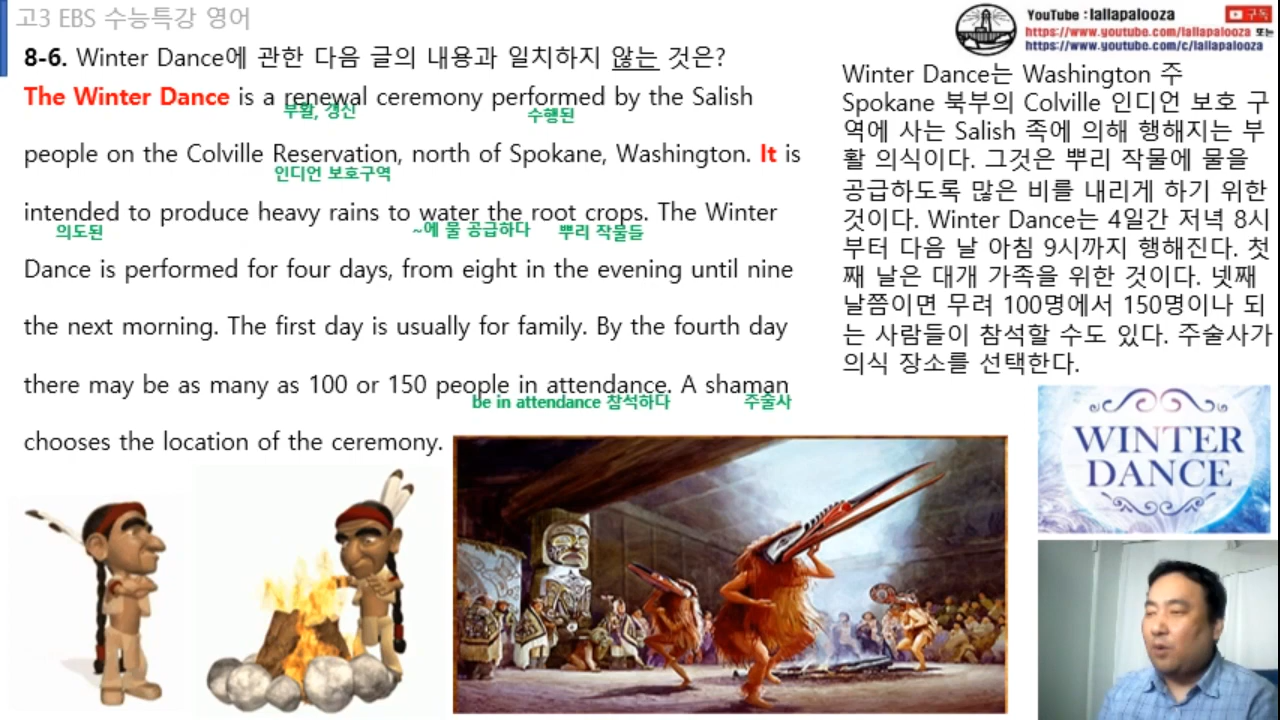 고3 EBS 수능특강 영어
YouTube : lallapalooza
구독
https://www.youtube.com/lallapalooza 또는
https://www.youtube.com/c/lallapalooza
8-6. Winter Dance에 관한 다음 글의 내용과 일치하지 않는 것은?
The Winter Dance is a renewal ceremony performed by the Salish
부활, 갱신
수행된
people on the Colville Reservation, north of Spokane, Washington. It is
인디언 보호구역
intended to produce heavy rains to water the root crops. The Winter
의도된
~에 물 공급하다
뿌리 작물들
Dance is performed for four days, from eight in the evening until nine
the next morning. The first day is usually for family. By the fourth day
there may be as many as 100 or 150 people in attendance. A shaman
be in attendance 참석하다
주술사
chooses the location of the ceremony.
Winter Dance는 Washington 주
Spokane 북부의 Colville 인디언 보호 구
역에 사는 Salish 족에 의해 행해지는 부
활 의식이다. 그것은 뿌리 작물에 물을
공급하도록 많은 비를 내리게 하기 위한
것이다. Winter Dance는 4일간 저녁 8시
부터 다음 날 아침 9시까지 행해진다. 첫
째 날은 대개 가족을 위한 것이다. 넷째
날쯤이면 무려 100명에서 150명이나 되
는 사람들이 참석할 수도 있다. 주술사가
의식 장소를 선택한다.
WINTER
DANCE